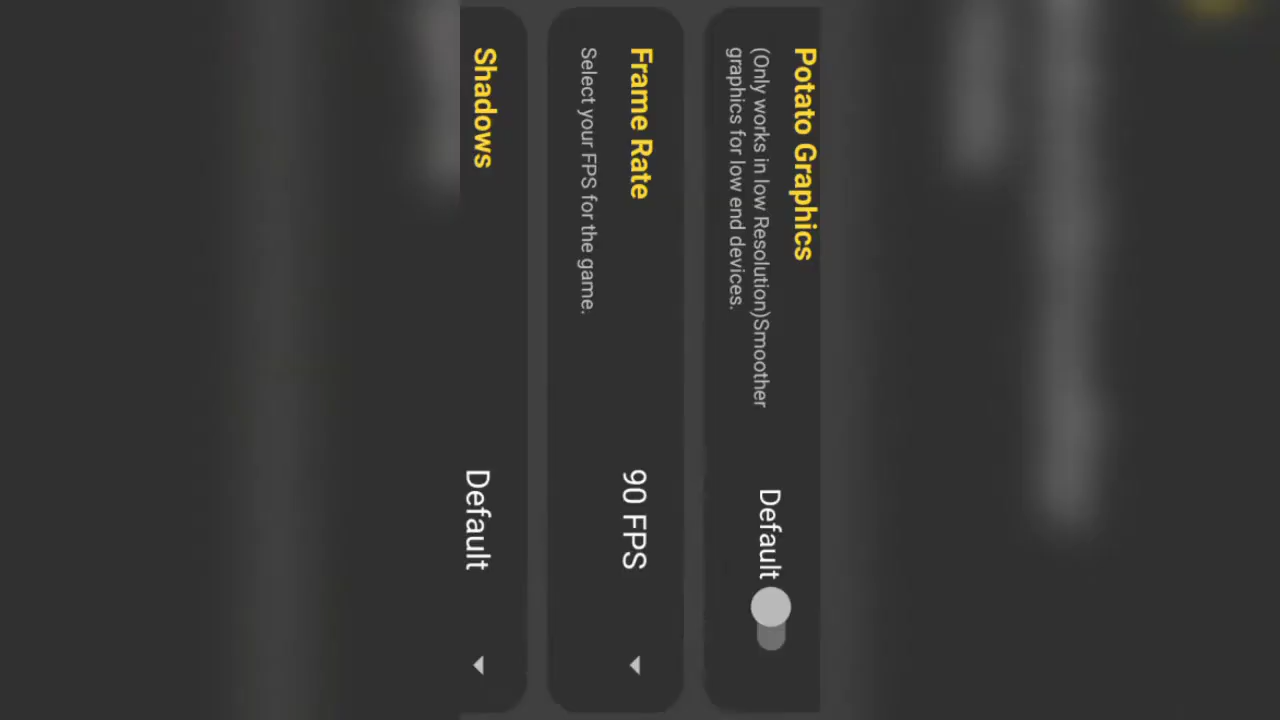 Potato Graphics
(Only works in low Resolution)Smoother
graphics for low end devices.
Default
Frame Rate
Select your FPS for the game.
90 FPS
Shadows
Default